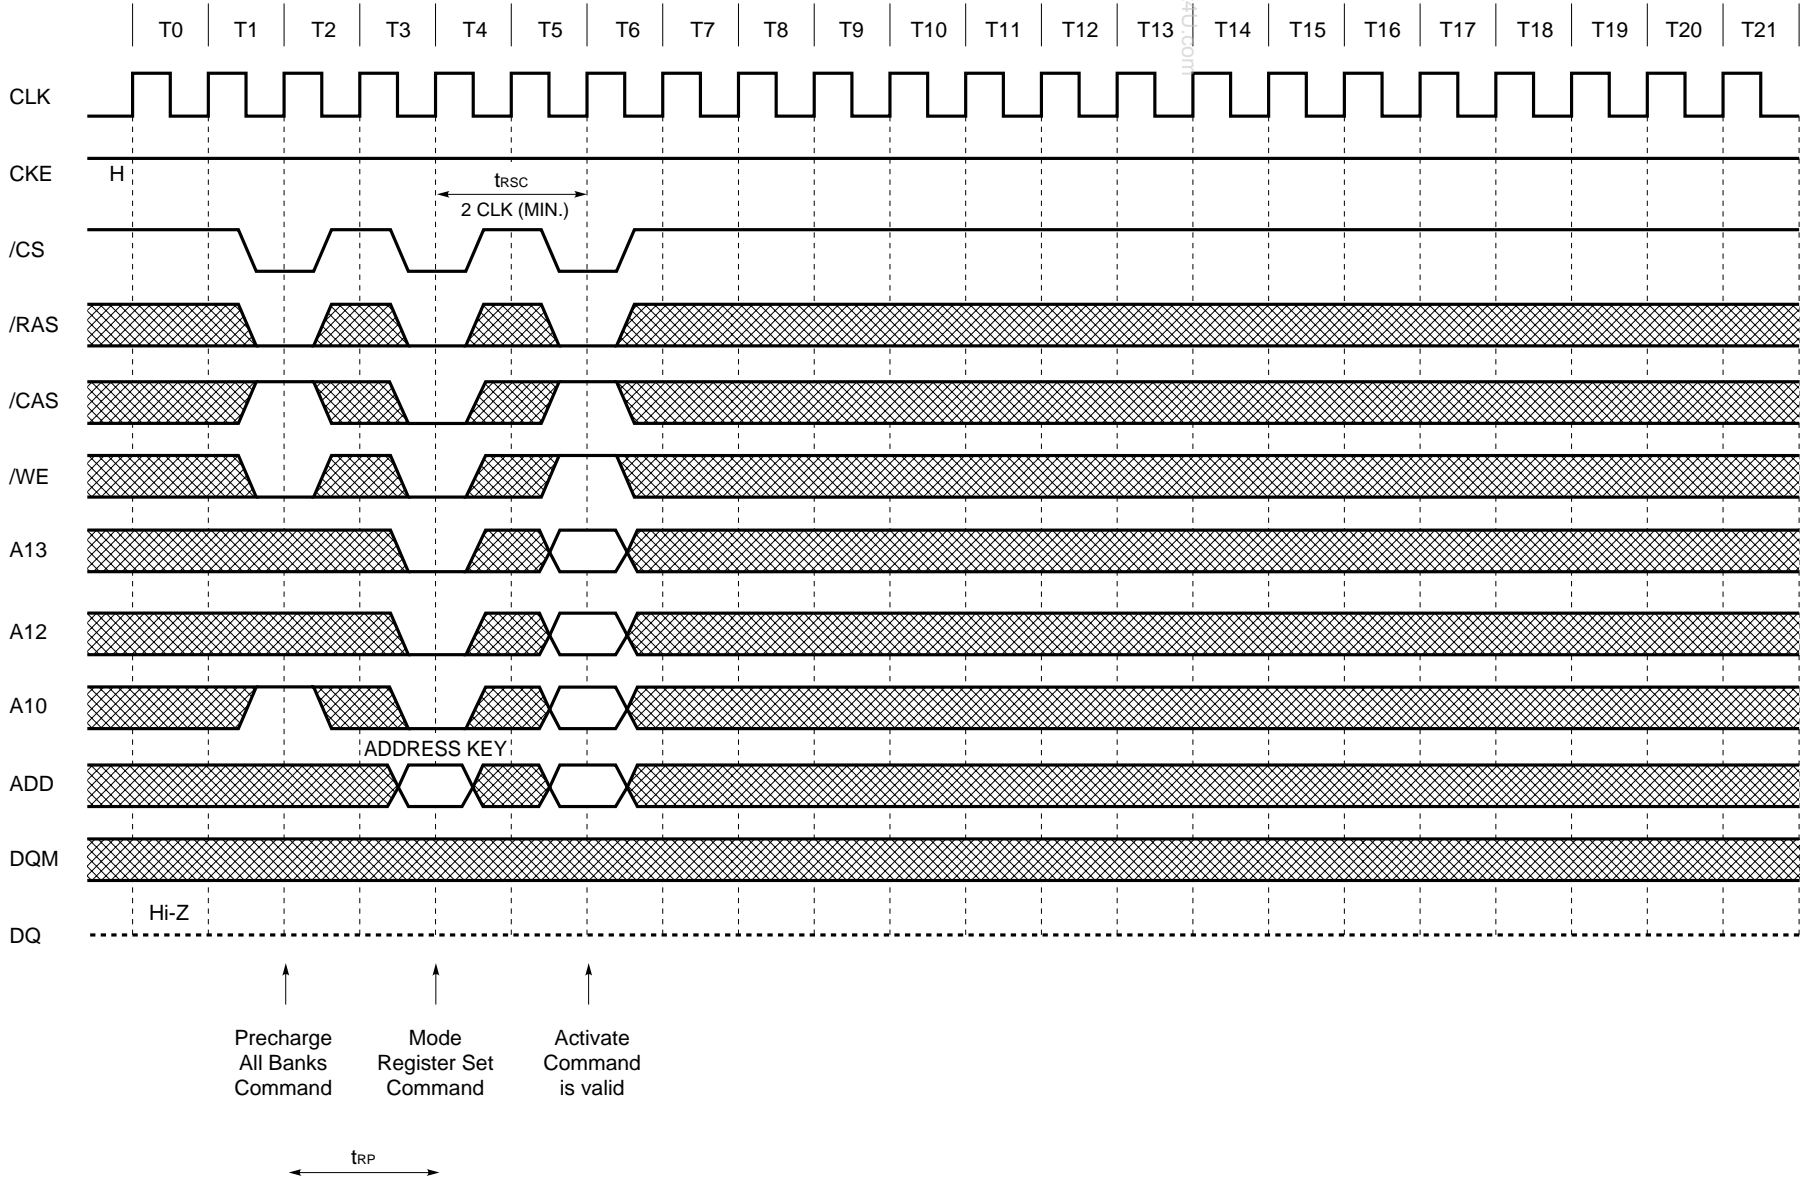 T0 T1 T2 T3 T4 T5 T6 T7 T8 T9 T10 T11 T12 T13 T14 T15 T16 T17 T18 T19 T20 T21
4U.com
CLK
CKE H
tRSC
2 CLK (MIN.)
/CS
/RAS
/CAS
/WE
A13
A12
A10
ADDRESS KEY
ADD
DQM
Hi-Z
DQ
Precharge
All Banks
Command
Mode
Register Set
Command
Activate
Command
is valid
tRP